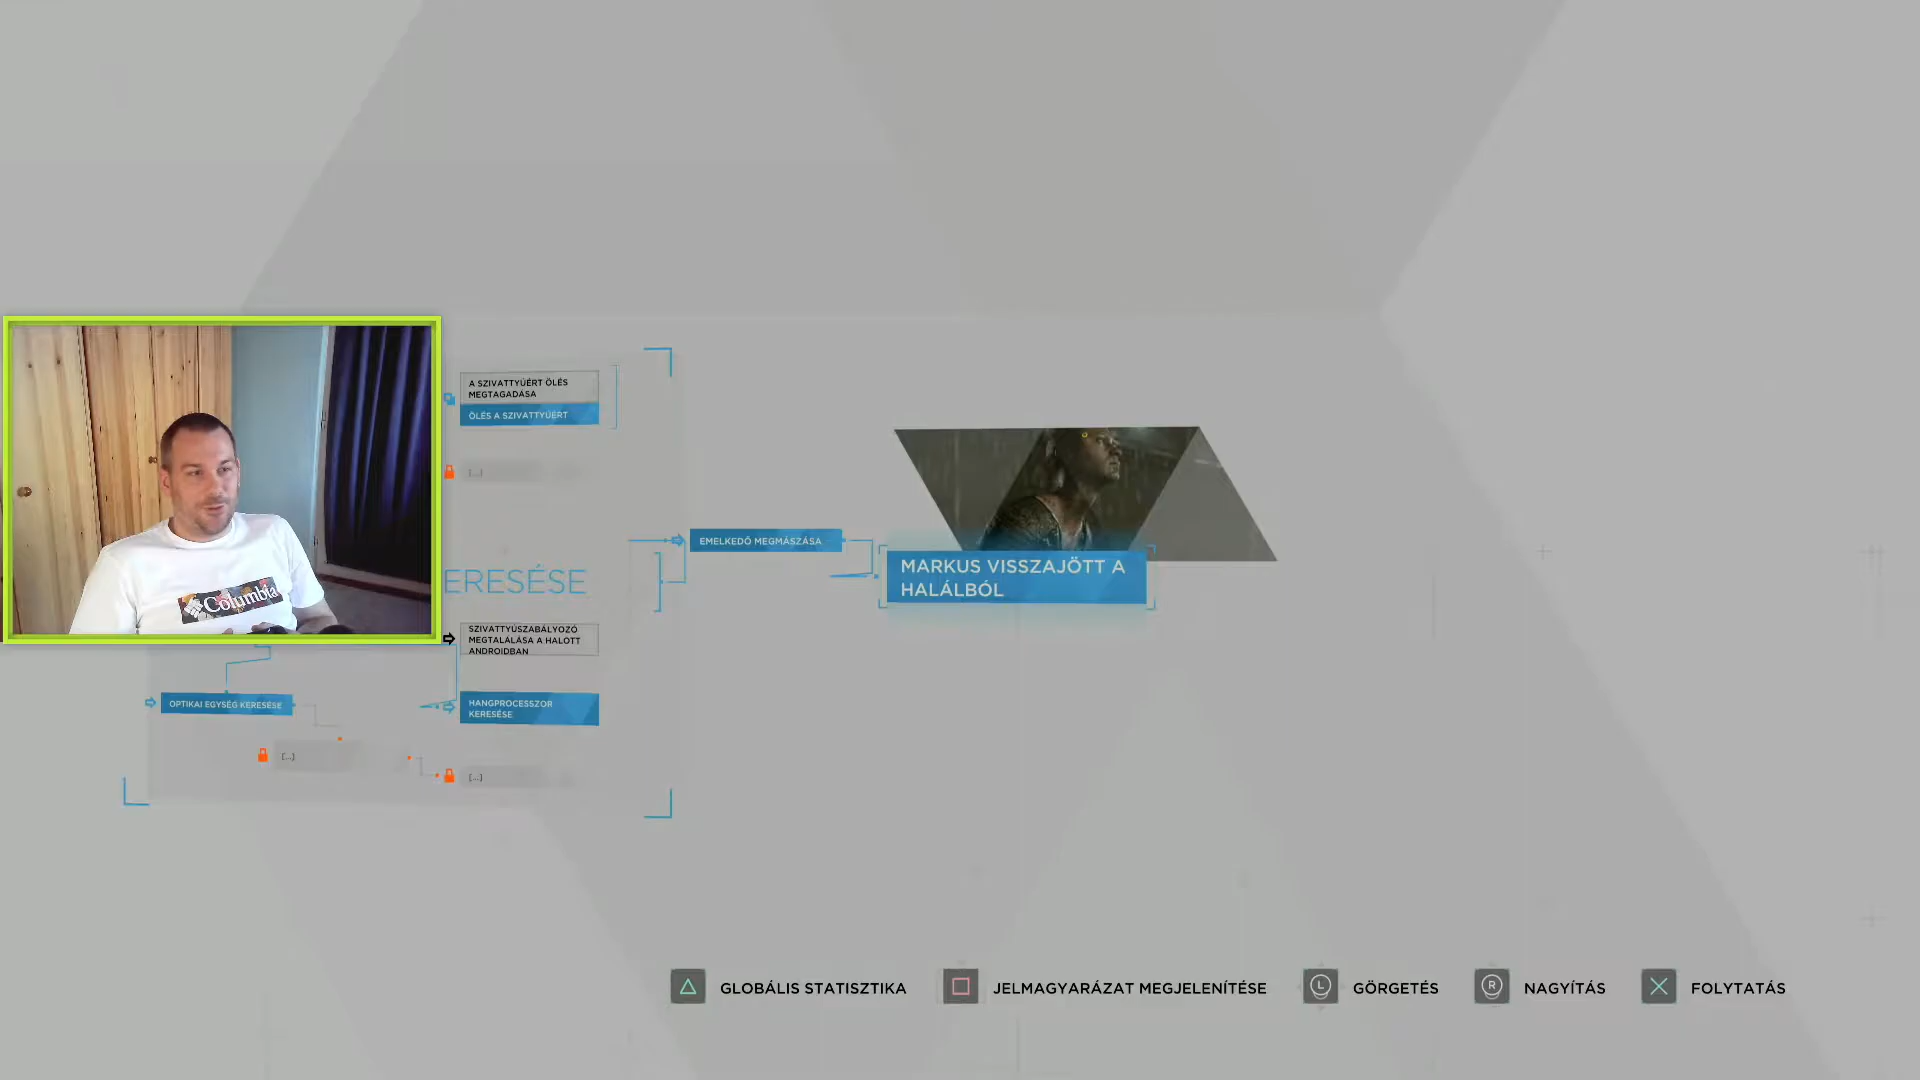 A SZIVATTYÚÉRT ÖLÉS
MEGTAGADÁSA
ÖLÉS A SZIVATTYÚÉRT
[...]
EMELKEDŐ MEGMÁSZÁSA
ERESÉSE
MARKUS VISSZAJÖTT A
HALÁLBÓL
Columbia
SZIVATTYÚSZABÁLYOZÓ
MEGTALÁLÁSA A HALOTT
ANDROIDBAN
OPTIKAI EGYSÉG KERESÉSE
HANGPROCESSZOR
KERESÉSE
[...]
[...]
GLOBÁLIS STATISZTIKA
JELMAGYARÁZAT MEGJELENÍTÉSE
L
GÖRGETÉS
R
NAGYÍTÁS
FOLYTATÁS